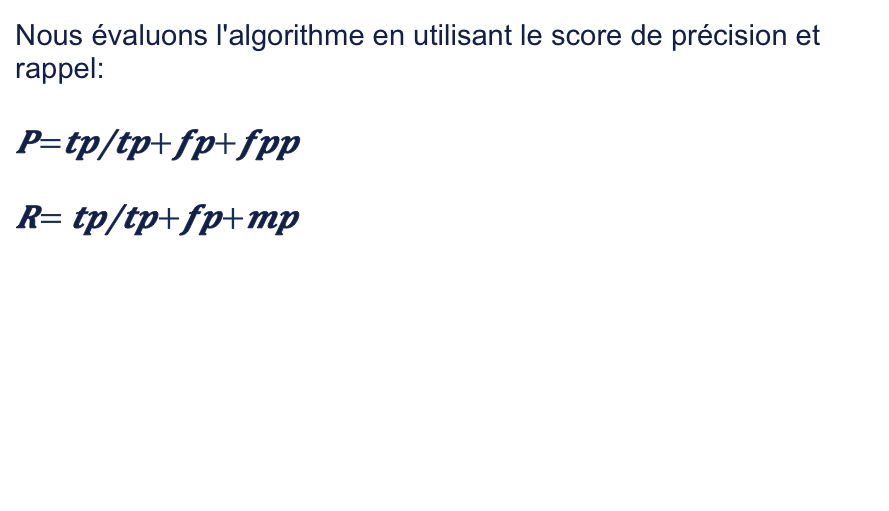 Nous évaluons l'algorithme en utilisant le score de précision et
rappel:
P=tp/tp+fp+fpp
R= tp/tp+fp+mp